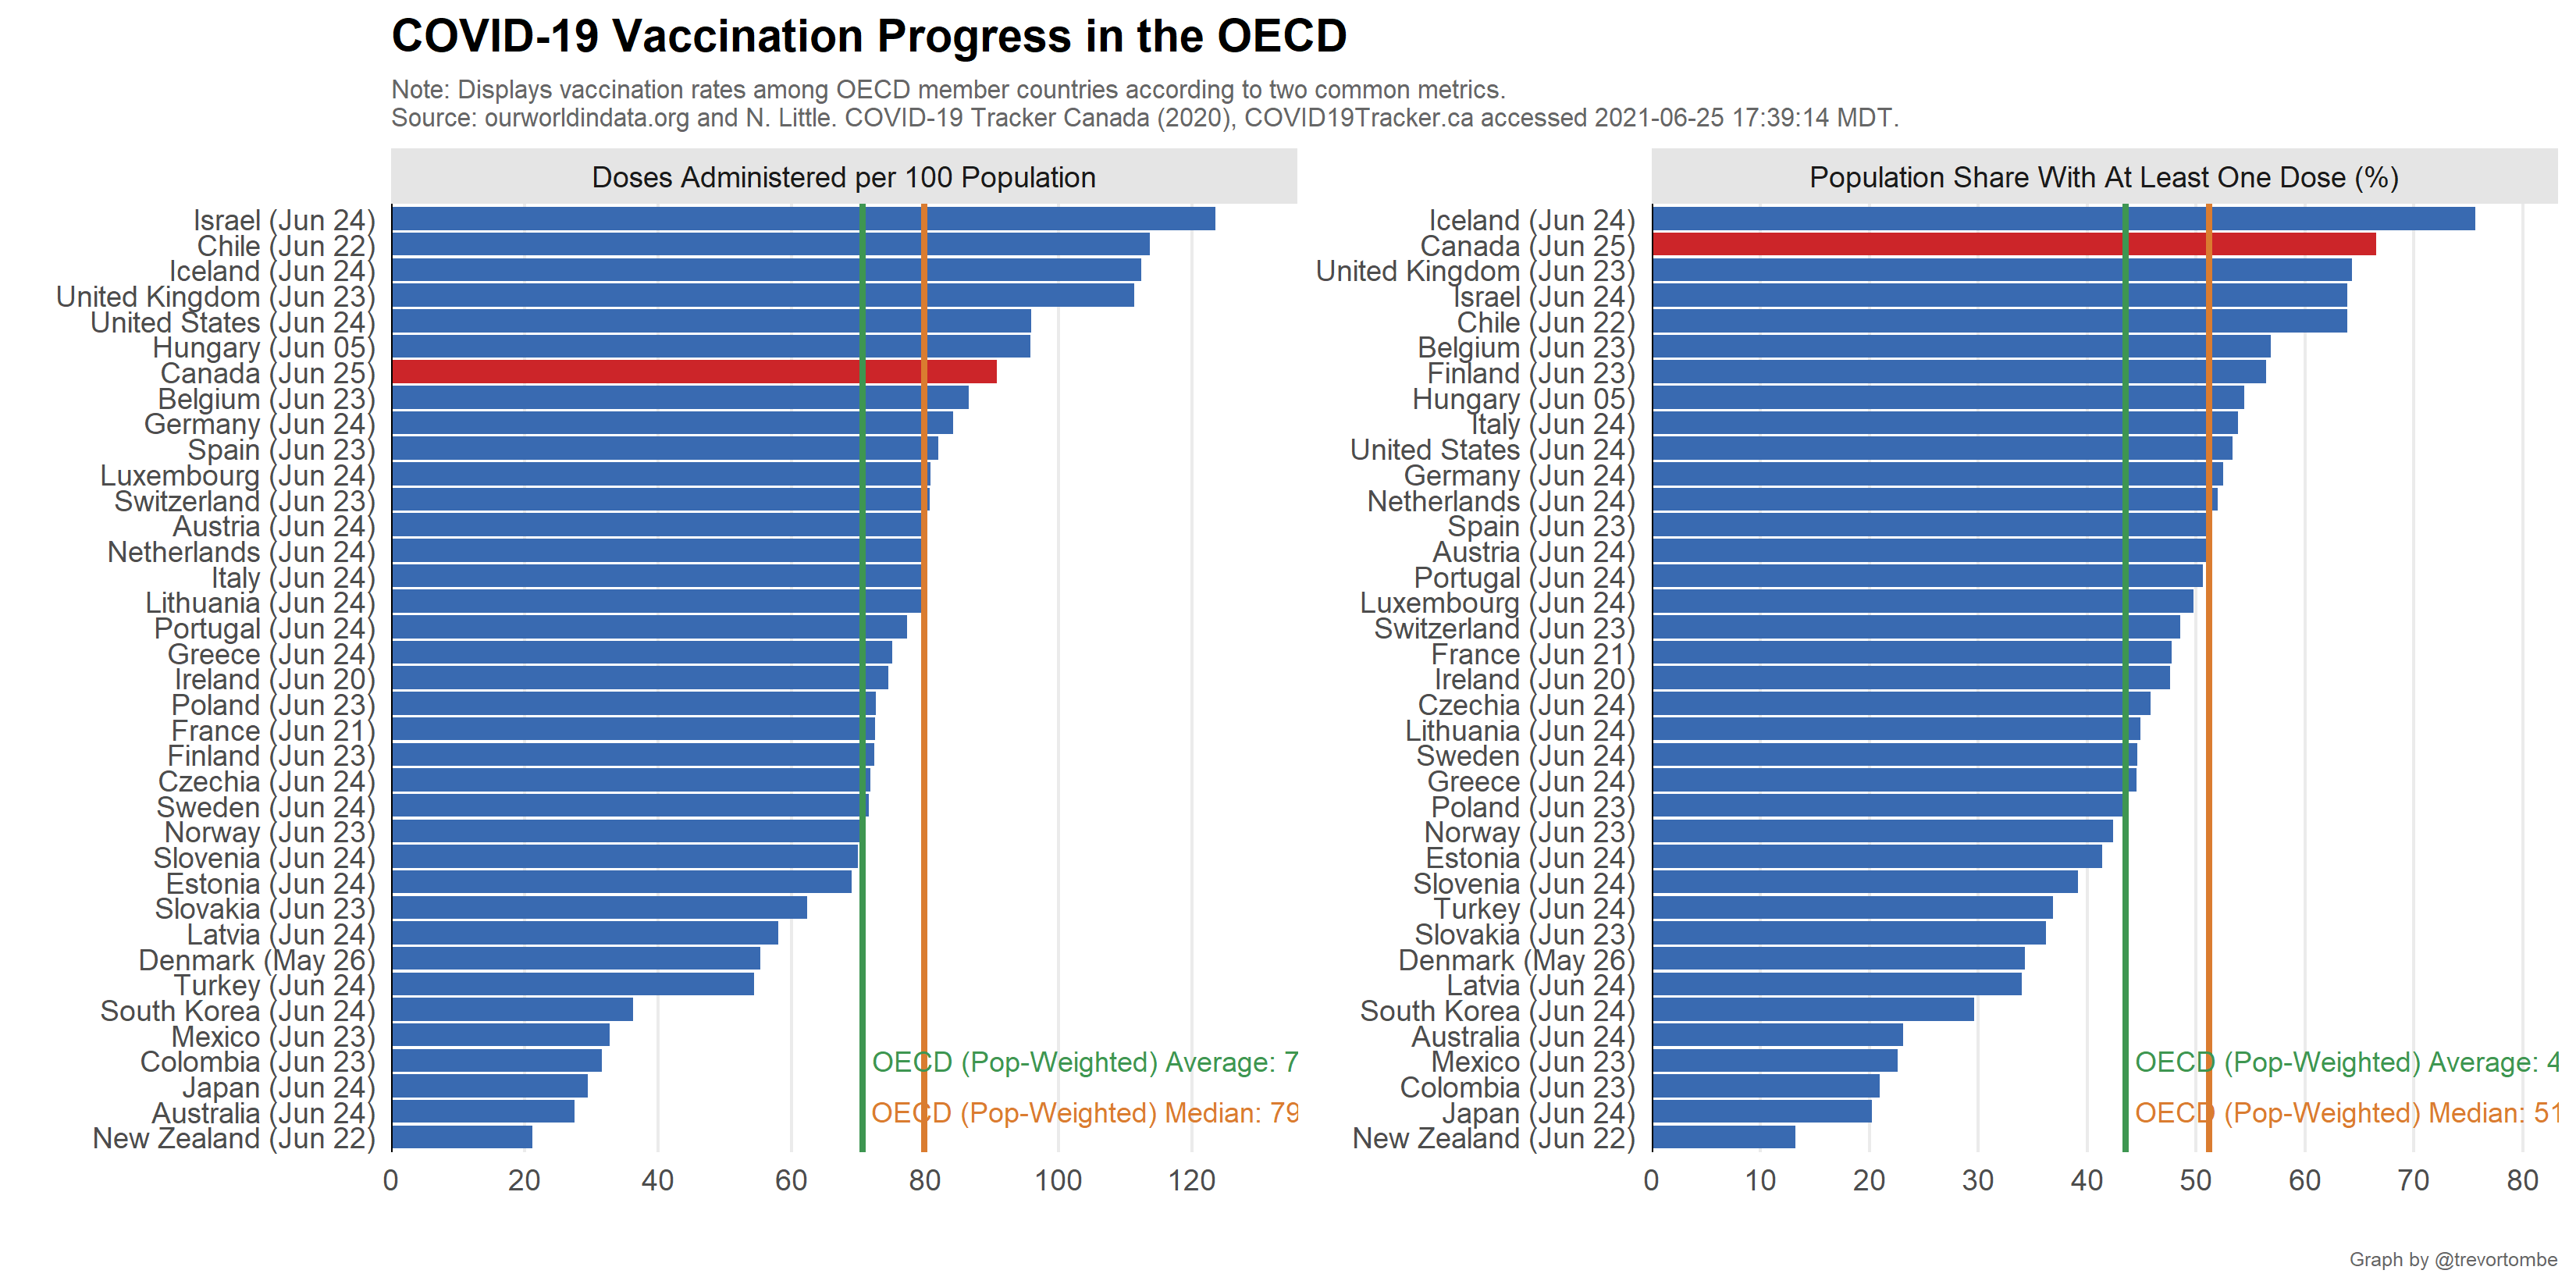 COVID-19 Vaccination Progress in the OECD
Note: Displays vaccination rates among OECD member countries according to two common metrics.
Source: ourworldindata.org and N. Little. COVID-19 Tracker Canada (2020), COVID19Tracker.ca accessed 2021-06-25 17:39:14 MDT.
Doses Administered per 100 Population
Israel (Jun 24)
Chile (Jun 22)
Iceland (Jun 24)
United Kingdom (Jun 23)
United States (Jun 24)
Hungary (Jun 05)
Canada (Jun 25)
Belgium (Jun 23)
Germany (Jun 24)
Spain (Jun 23)
Luxembourg (Jun 24)
Switzerland (Jun 23)
Austria (Jun 24)
Netherlands (Jun 24)
Italy (Jun 24)
Lithuania (Jun 24)
Portugal (Jun 24)
Greece (Jun 24)
Ireland (Jun 20)
Poland (Jun 23)
France (Jun 21)
Finland (Jun 23)
Czechia (Jun 24)
Sweden (Jun 24)
Norway (Jun 23)
Slovenia (Jun 24)
Estonia (Jun 24)
Slovakia (Jun 23)
Latvia (Jun 24)
Denmark (May 26)
Turkey (Jun 24)
South Korea (Jun 24)
Mexico (Jun 23)
Colombia (Jun 23)
Japan (Jun 24)
Australia (Jun 24)
New Zealand (Jun 22)
OECD (Pop-Weighted) Average: 7
OECD (Pop-Weighted) Median: 79
0 20 40 60 80 100 120
Population Share With At Least One Dose (%)
Iceland (Jun 24)
Canada (Jun 25)
United Kingdom (Jun 23)
Israel (Jun 24)
Chile (Jun 22)
Belgium (Jun 23)
Finland (Jun 23)
Hungary (Jun 05)
Italy (Jun 24)
United States (Jun 24)
Germany (Jun 24)
Netherlands (Jun 24)
Spain (Jun 23)
Austria (Jun 24)
Portugal (Jun 24)
Luxembourg (Jun 24)
Switzerland (Jun 23)
France (Jun 21)
Ireland (Jun 20)
Czechia (Jun 24)
Lithuania (Jun 24)
Sweden (Jun 24)
Greece (Jun 24)
Poland (Jun 23)
Norway (Jun 23)
Estonia (Jun 24)
Slovenia (Jun 24)
Turkey (Jun 24)
Slovakia (Jun 23)
Denmark (May 26)
Latvia (Jun 24)
South Korea (Jun 24)
Australia (Jun 24)
Mexico (Jun 23)
Colombia (Jun 23)
Japan (Jun 24)
New Zealand (Jun 22)
OECD (Pop-Weighted) Average: 4
OECD (Pop-Weighted) Median: 51
0 10 20 30 40 50 60 70 80
Graph by @trevortombe